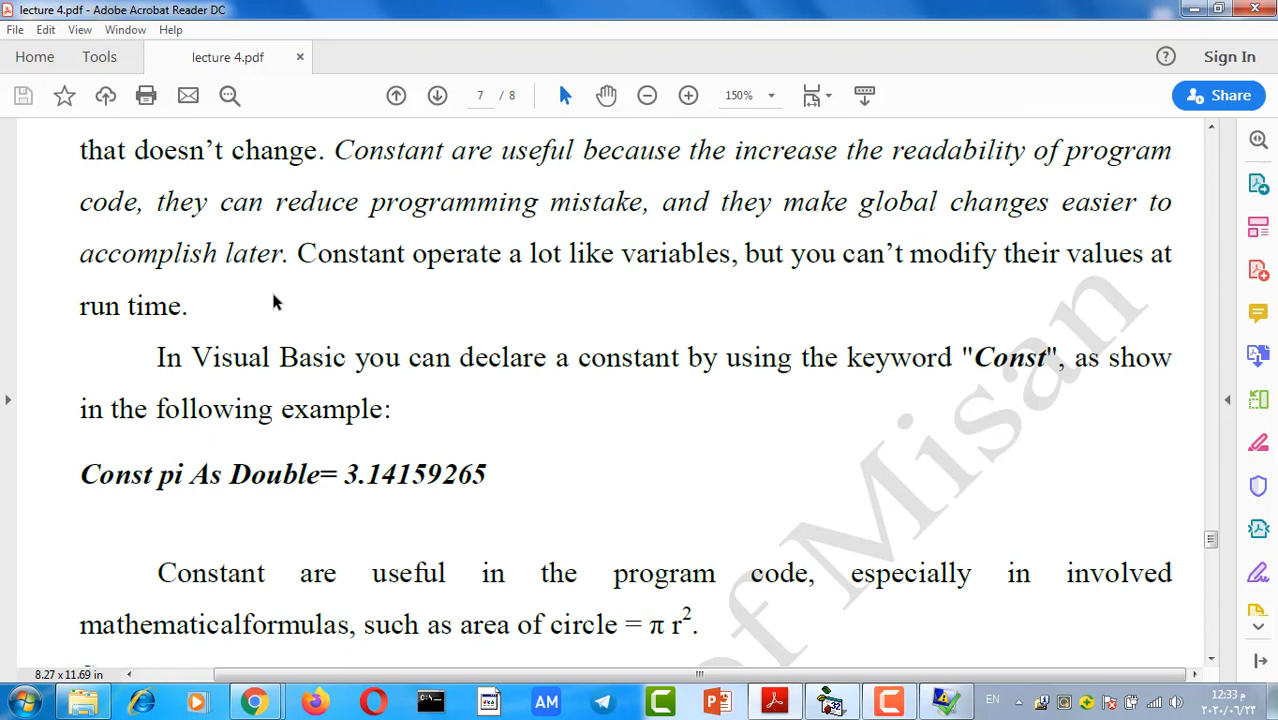 lecture 4.pdf - Adobe Acrobat Reader DC
File Edit View Window Help
Home Tools lecture 4.pdf × ? Sign In
7 / 8 150% Share
that doesn’t change. Constant are useful because the increase the readability of program
code, they can reduce programming mistake, and they make global changes easier to
accomplish later. Constant operate a lot like variables, but you can’t modify their values at
run time.
In Visual Basic you can declare a constant by using the keyword "Const", as show
in the following example:
Const pi As Double= 3.14159265
Constant are useful in the program code, especially in involved
mathematicalformulas, such as area of circle = π r².
of Misan
8.27 x 11.69 in
AM EN 12:33 م
٢٠٢٠/٠٦/٢٣